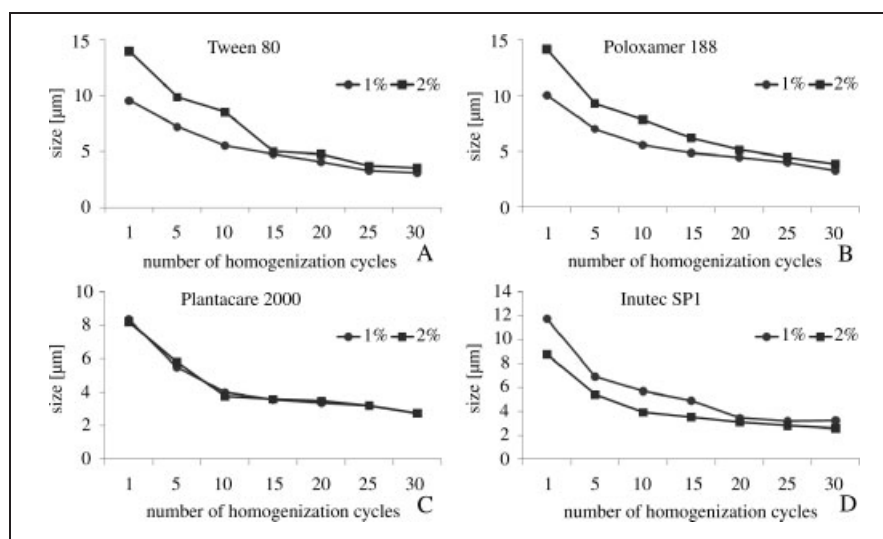 Tween 80
15
10
5
0
size [µm]
1% 2%
1 5 10 15 20 25 30
number of homogenization cycles
A
Poloxamer 188
15
10
5
0
size [µm]
1% 2%
1 5 10 15 20 25 30
number of homogenization cycles
B
Plantacare 2000
10
8
6
4
2
0
size [µm]
1% 2%
1 5 10 15 20 25 30
number of homogenization cycles
C
Inutec SP1
14
12
10
8
6
4
2
0
size [µm]
1% 2%
1 5 10 15 20 25 30
number of homogenization cycles
D